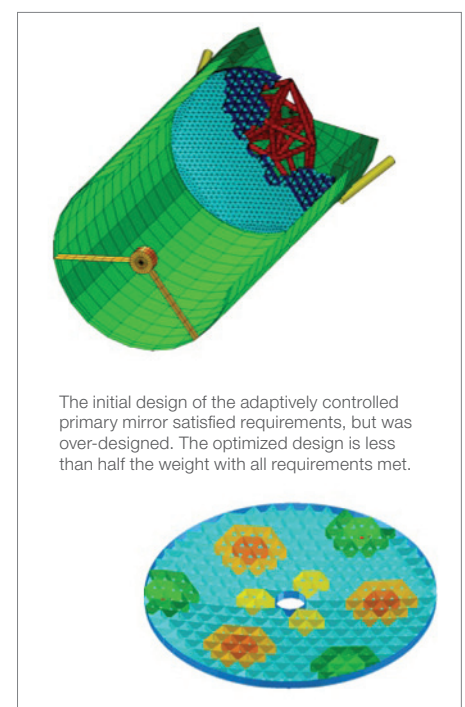 The initial design of the adaptively controlled
primary mirror satisfied requirements, but was
over-designed. The optimized design is less
than half the weight with all requirements met.